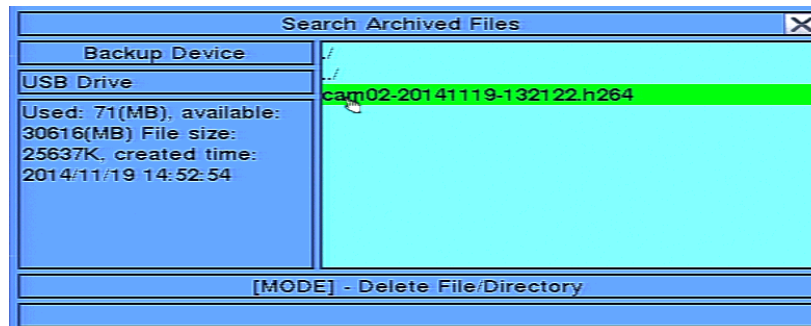 Search Archived Files
X
Backup Device
USB Drive
Used: 71(MB), available:
30616(MB) File size:
25637K, created time:
2014/11/19 14:52:54
./
../
cam02-20141119-132122.h264
[MODE] - Delete File/Directory